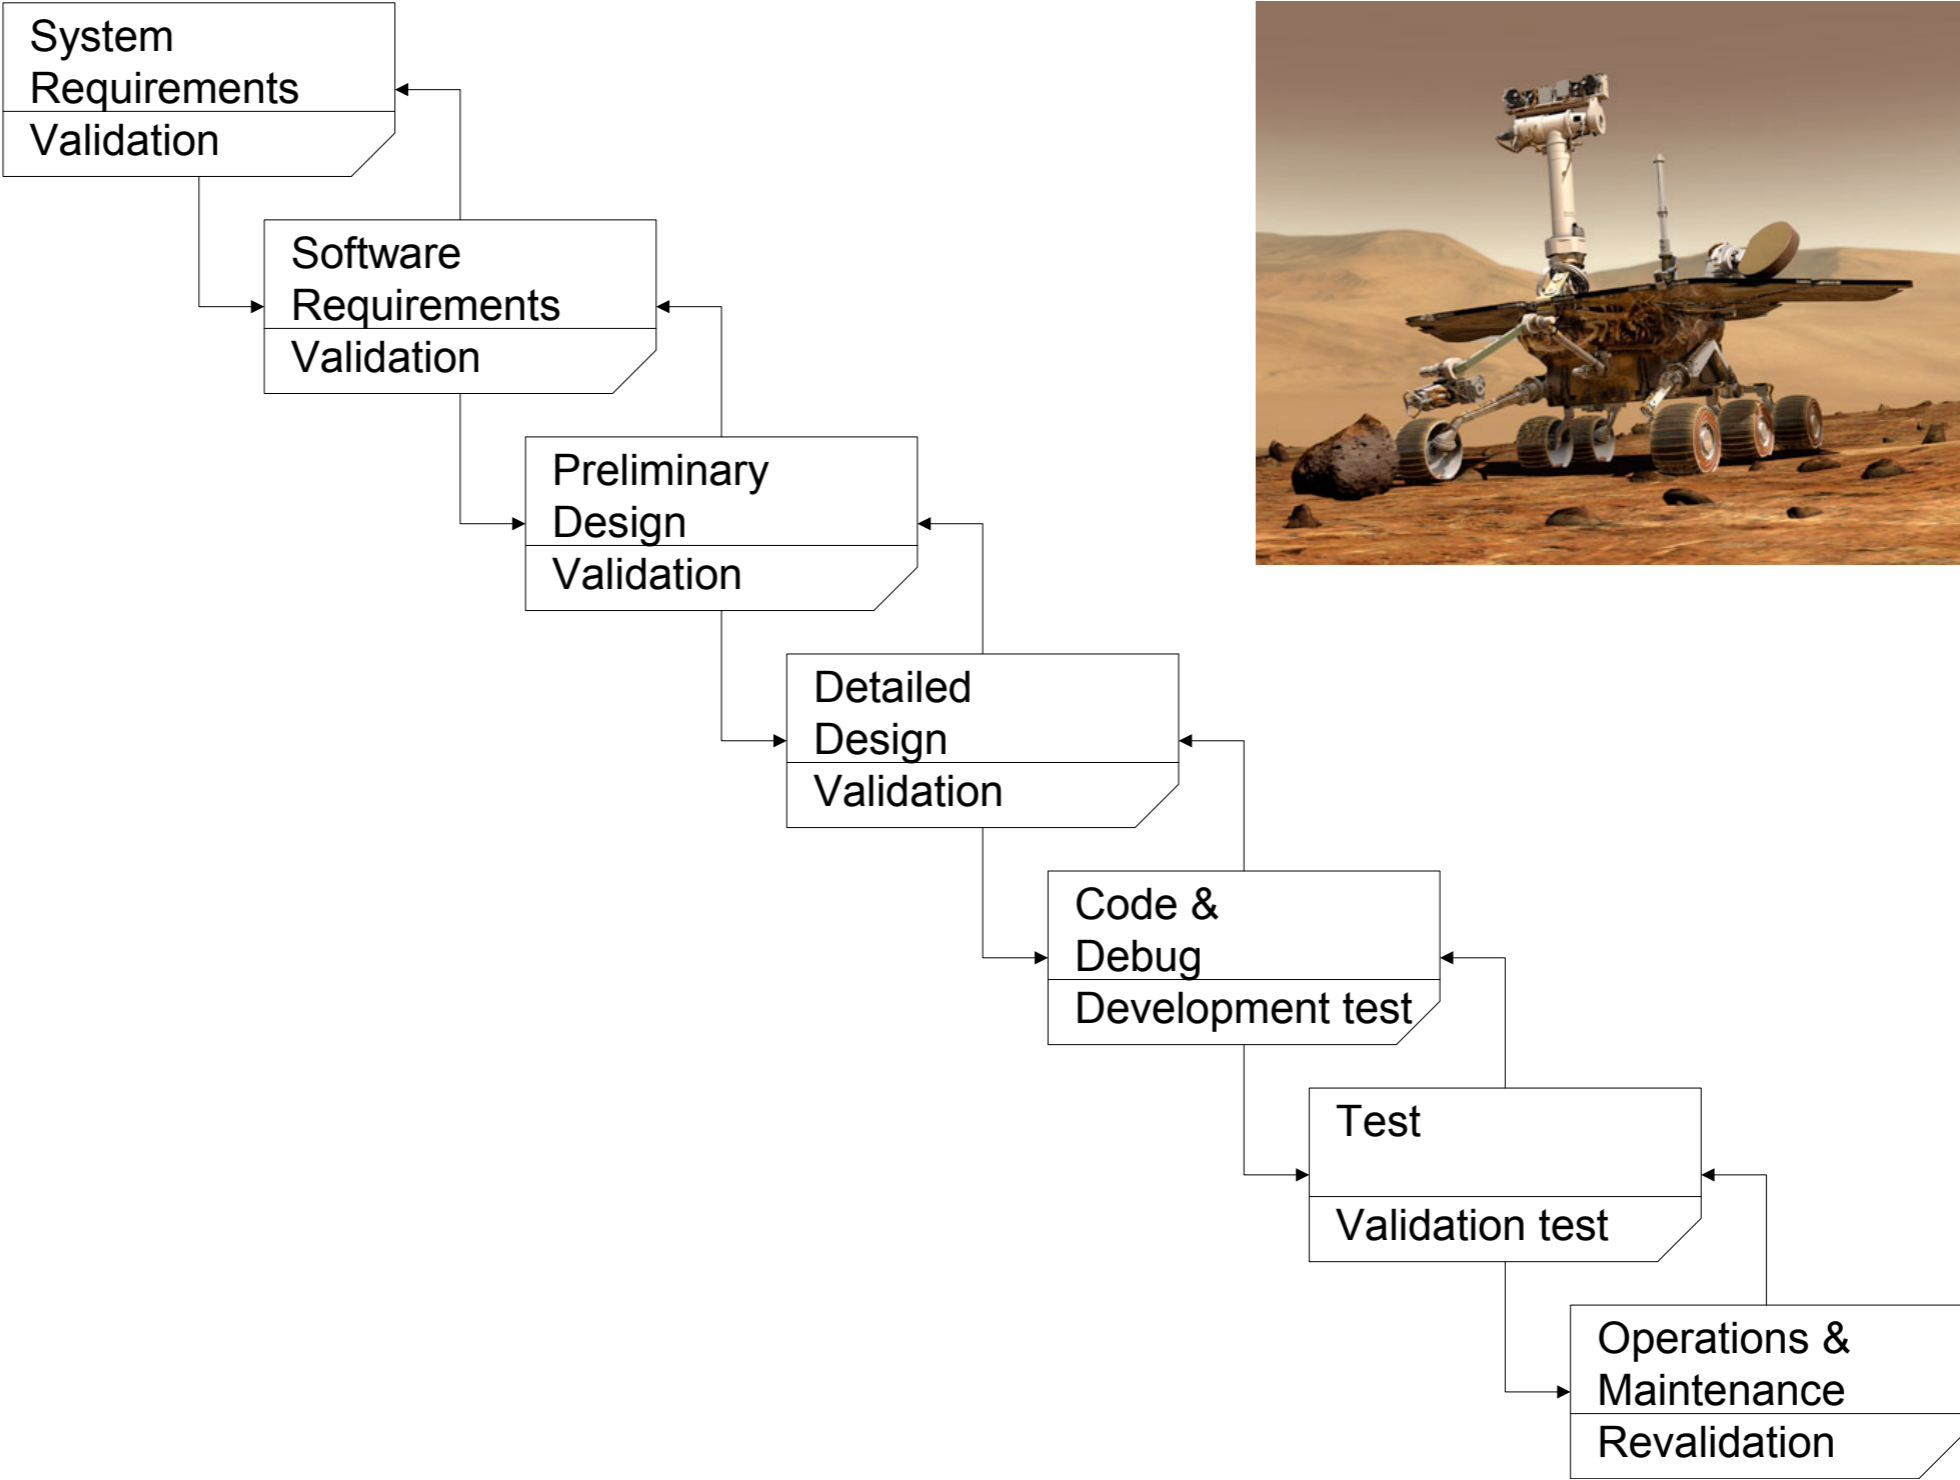 System
Requirements
Validation
Software
Requirements
Validation
Preliminary
Design
Validation
Detailed
Design
Validation
Code &
Debug
Development test
Test
Validation test
Operations &
Maintenance
Revalidation